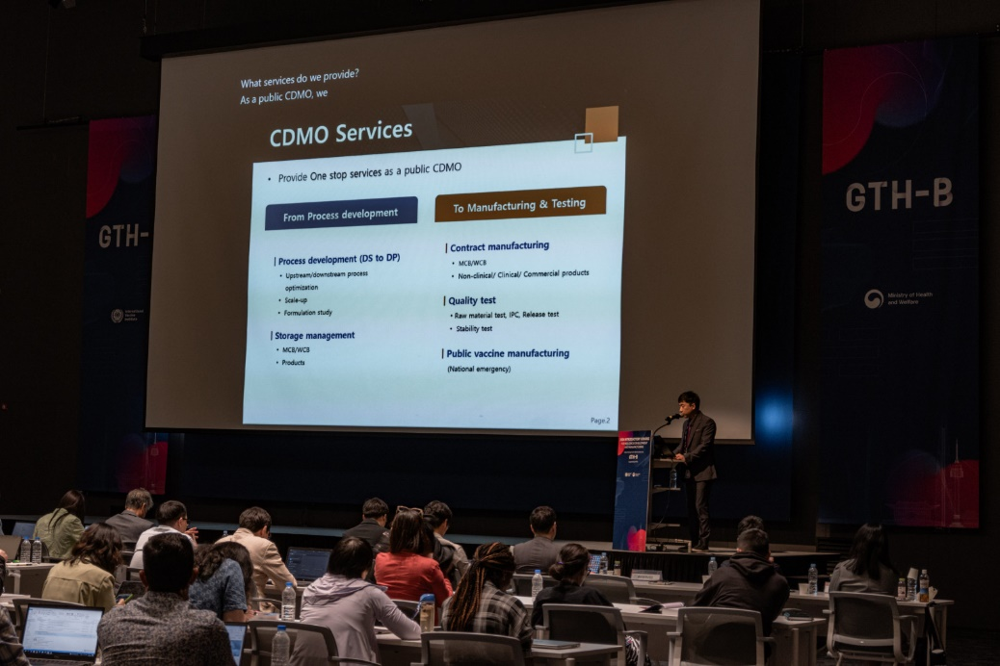 What services do we provide?
As a public CDMO, we
CDMO Services
• Provide One stop services as a public CDMO
From Process development
Process development (DS to DP)
• Upstream/downstream process
optimization
• Scale-up
• Formulation study
Storage management
• MCB/WCB
• Products
To Manufacturing & Testing
Contract manufacturing
• MCB/WCB
• Non-clinical/ Clinical/ Commercial products
Quality test
• Raw material test, IPC, Release test
• Stability test
Public vaccine manufacturing
(National emergency)
Page.2
GTH-
GTH-B
Ministry of Health
and Welfare